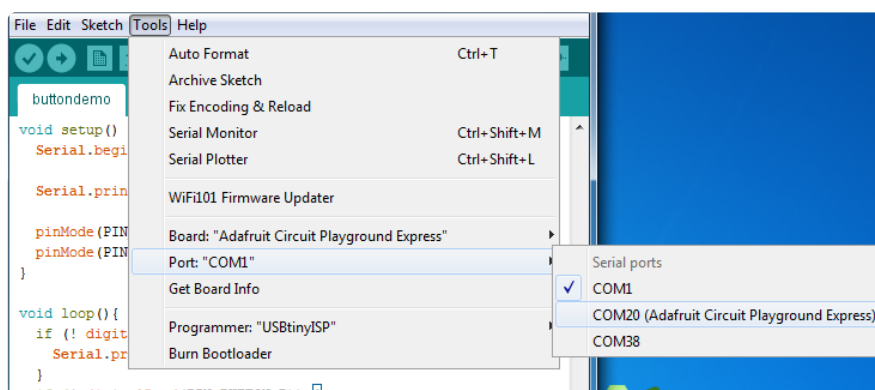 File Edit Sketch Tools Help
Auto Format Ctrl+T
Archive Sketch
Fix Encoding & Reload
Serial Monitor Ctrl+Shift+M
Serial Plotter Ctrl+Shift+L
WiFi101 Firmware Updater
Board: "Adafruit Circuit Playground Express"
Port: "COM1"
Get Board Info
Programmer: "USBtinyISP"
Burn Bootloader
Serial ports
COM1
COM20 (Adafruit Circuit Playground Express)
COM38
buttondemo
void setup()
Serial.begi
Serial.prin
pinMode(PIN
pinMode(PIN
}
void loop(){
if (! digit
Serial.pr
}